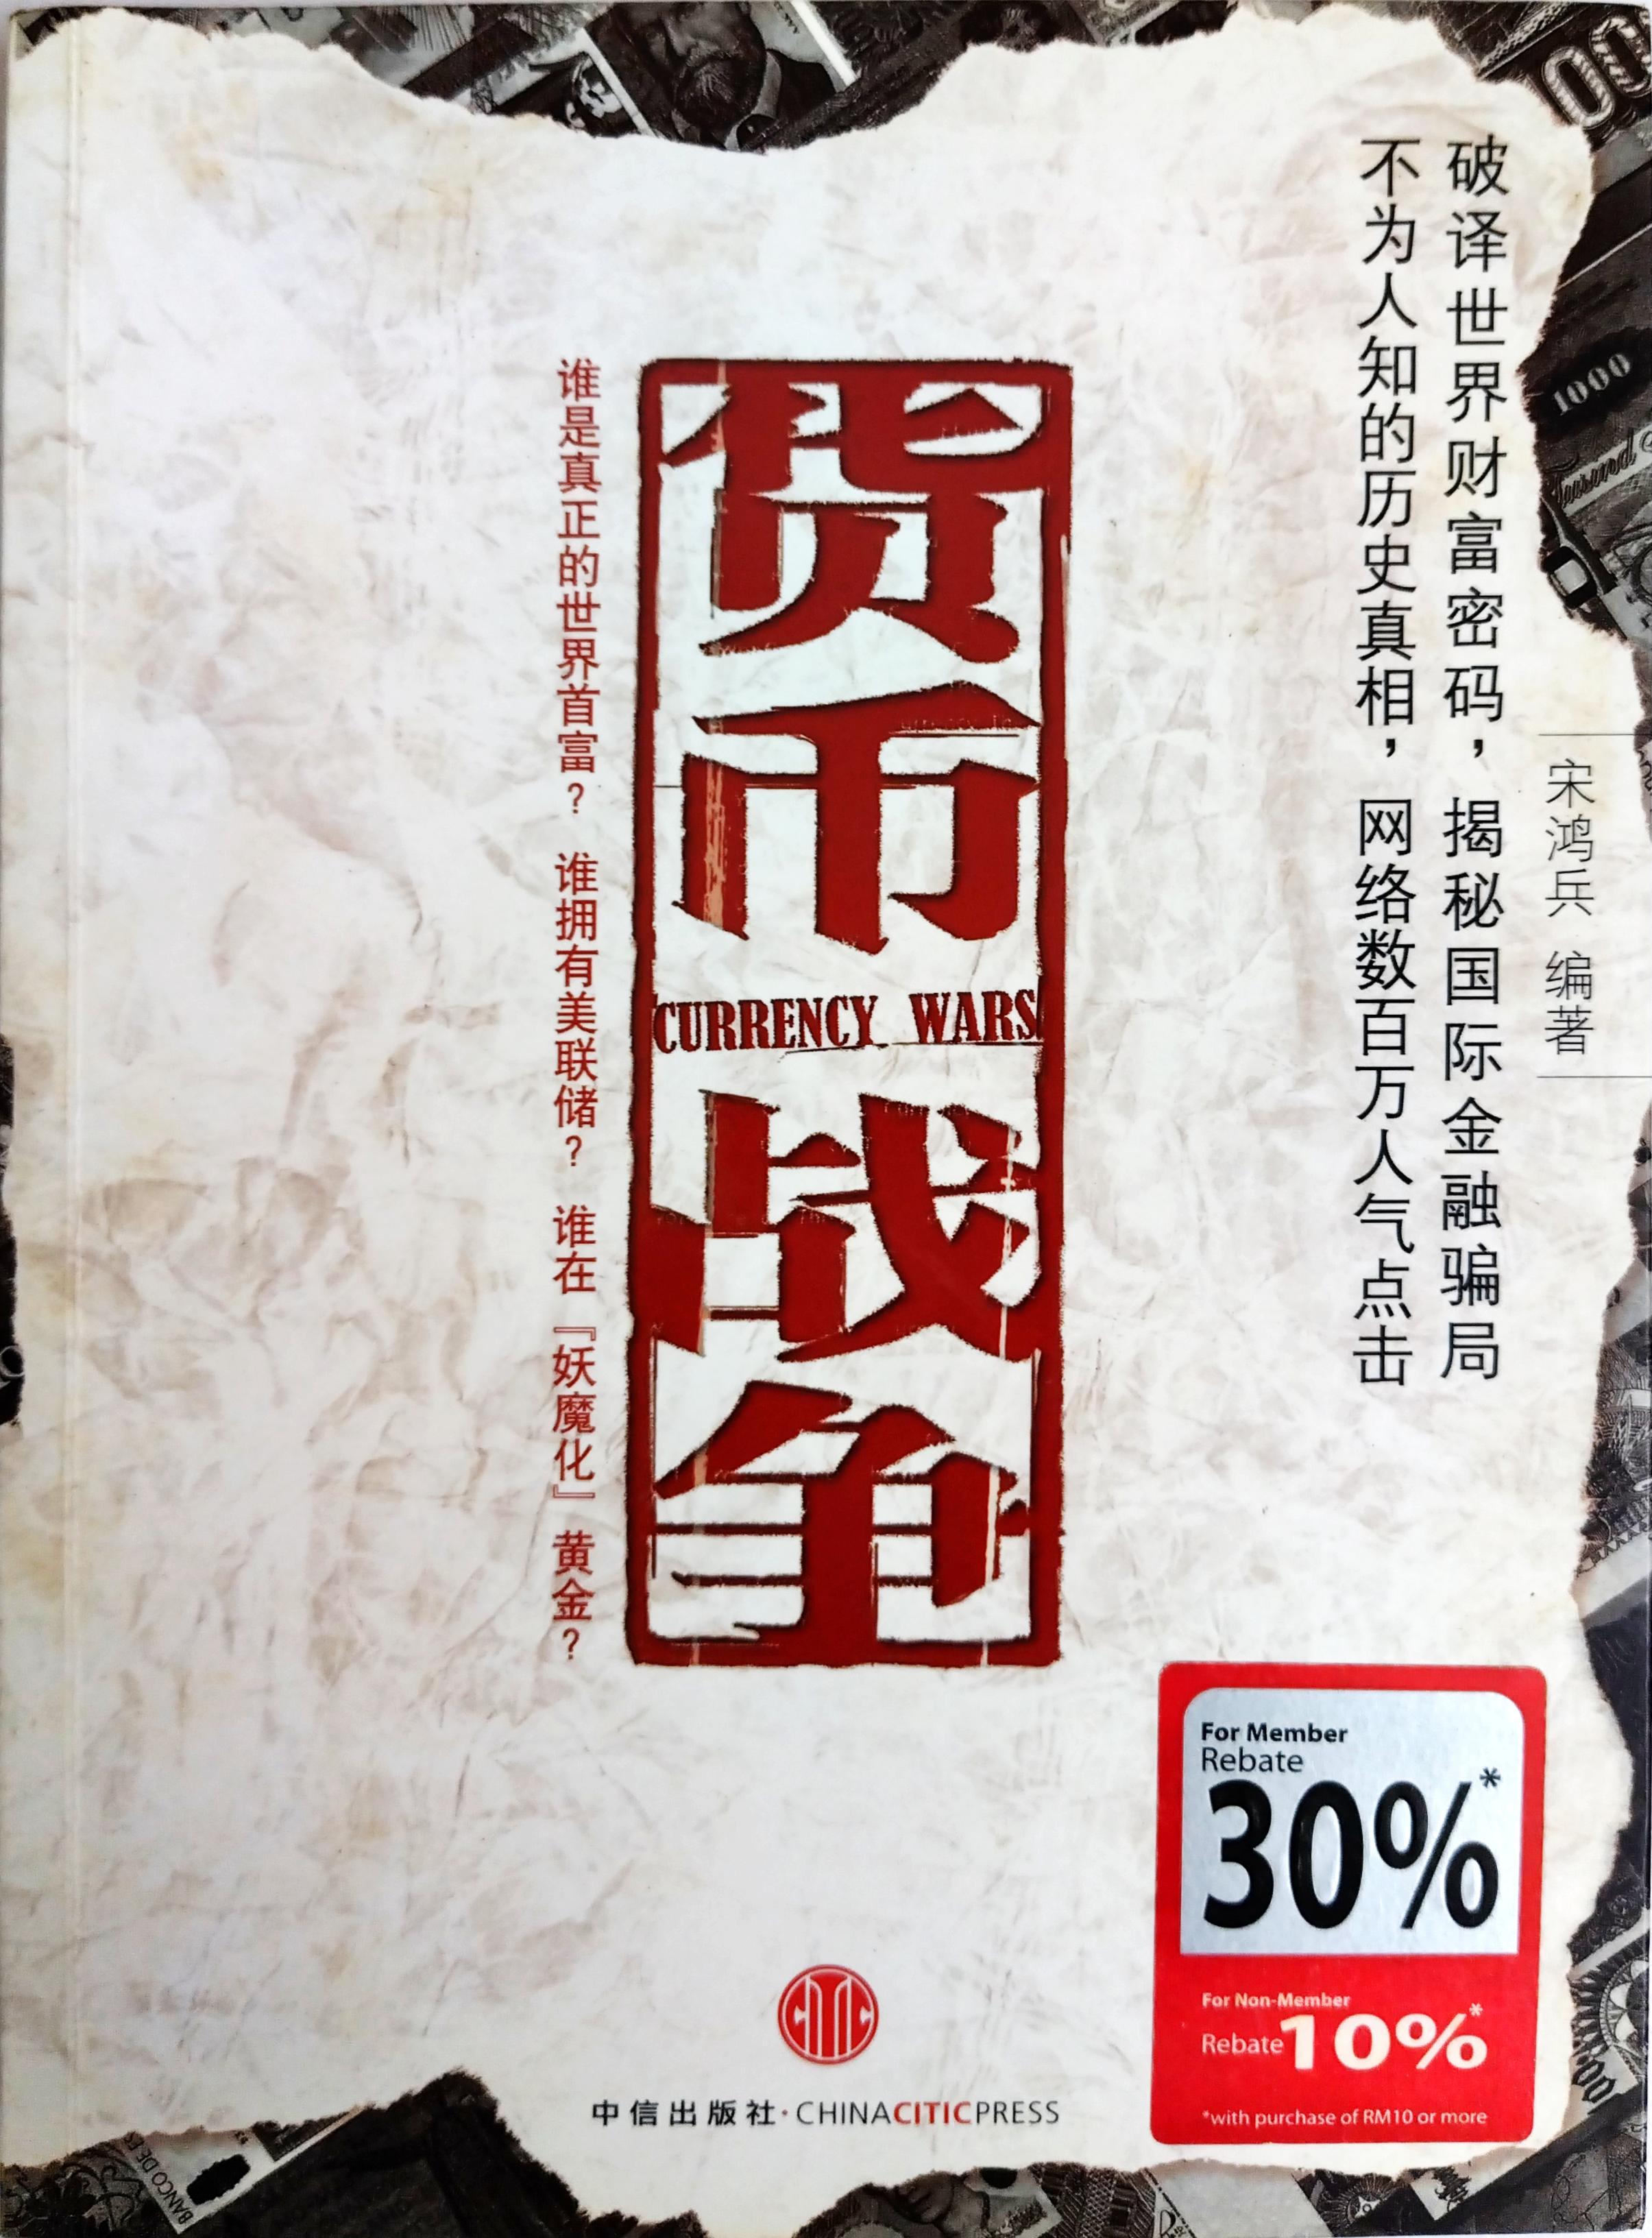 宋鸿兵 编著
破译世界财富密码，揭秘国际金融骗局
不为人知的历史真相，网络数百万人气点击
货币
CURRENCY WARS
战争
谁是真正的世界首富？ 谁拥有美联储？ 谁在『妖魔化』黄金？
For Member
Rebate
30%*
For Non-Member
Rebate 10%*
*with purchase of RM10 or more
中信出版社·CHINACITICPRESS
1000
BANCO DE